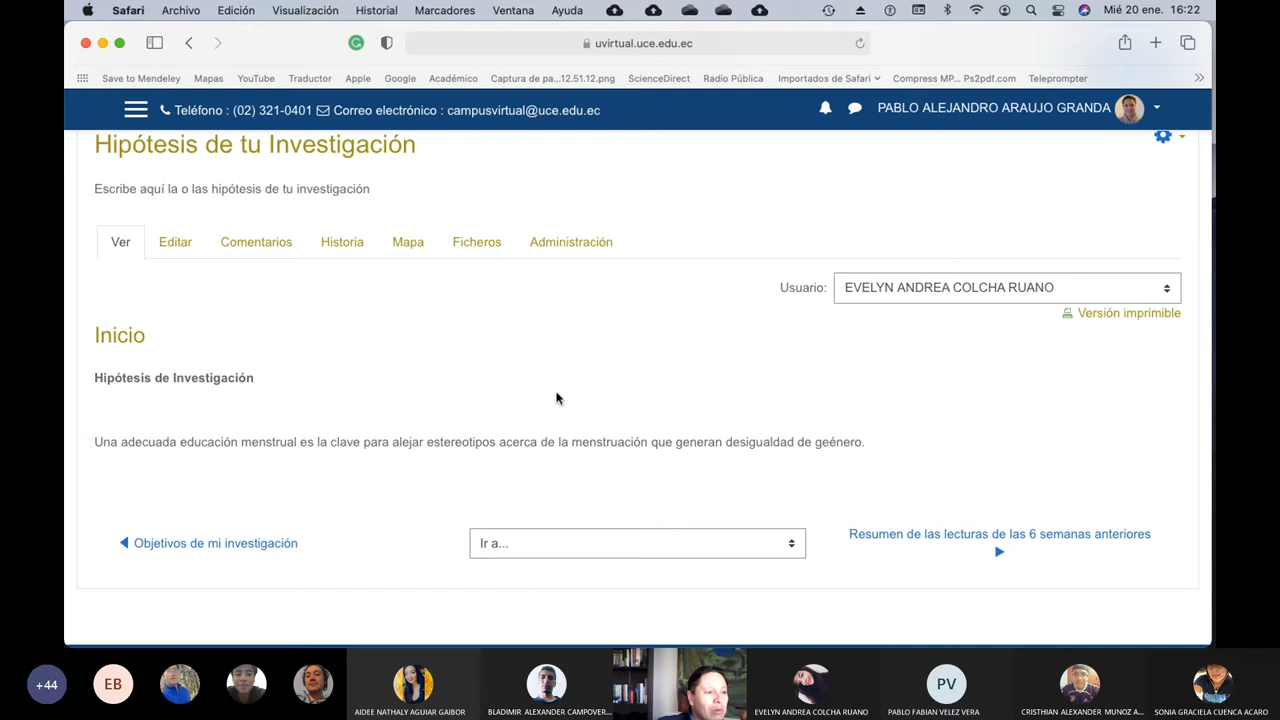 Safari Archivo Edición Visualización Historial Marcadores Ventana Ayuda Mié 20 ene. 16:22
uvirtual.uce.edu.ec
Save to Mendeley Mapas YouTube Traductor Apple Google Académico Captura de pa...12.51.12.png ScienceDirect Radio Pública Importados de Safari Compress MP... Ps2pdf.com Teleprompter
Teléfono : (02) 321-0401 Correo electrónico : campusvirtual@uce.edu.ec PABLO ALEJANDRO ARAUJO GRANDA
Hipótesis de tu Investigación
Escribe aquí la o las hipótesis de tu investigación
Ver Editar Comentarios Historia Mapa Ficheros Administración
Usuario: EVELYN ANDREA COLCHA RUANO
Versión imprimible
Inicio
Hipótesis de Investigación
Una adecuada educación menstrual es la clave para alejar estereotipos acerca de la menstruación que generan desigualdad de geénero.
Objetivos de mi investigación Ir a... Resumen de las lecturas de las 6 semanas anteriores
+44 EB PV
AIDEE NATHALY AGUIAR GAIBOR BLADIMIR ALEXANDER CAMPOVER... EVELYN ANDREA COLCHA RUANO PABLO FABIAN VELEZ VERA CRISTHIAN ALEXANDER MUNOZ A... SONIA GRACIELA CUENCA ACARO